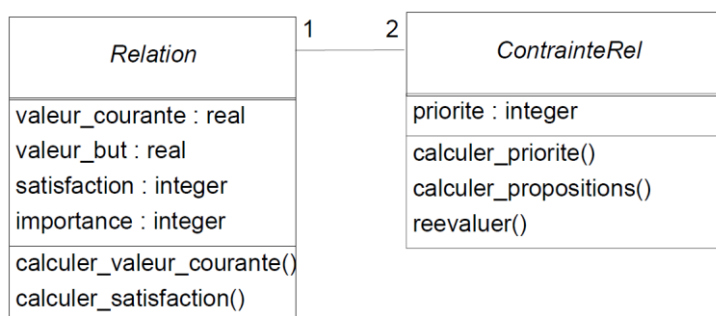 Relation
valeur_courante : real
valeur_but : real
satisfaction : integer
importance : integer
calculer_valeur_courante()
calculer_satisfaction()
1
2
ContrainteRel
priorite : integer
calculer_priorite()
calculer_propositions()
reevaluer()